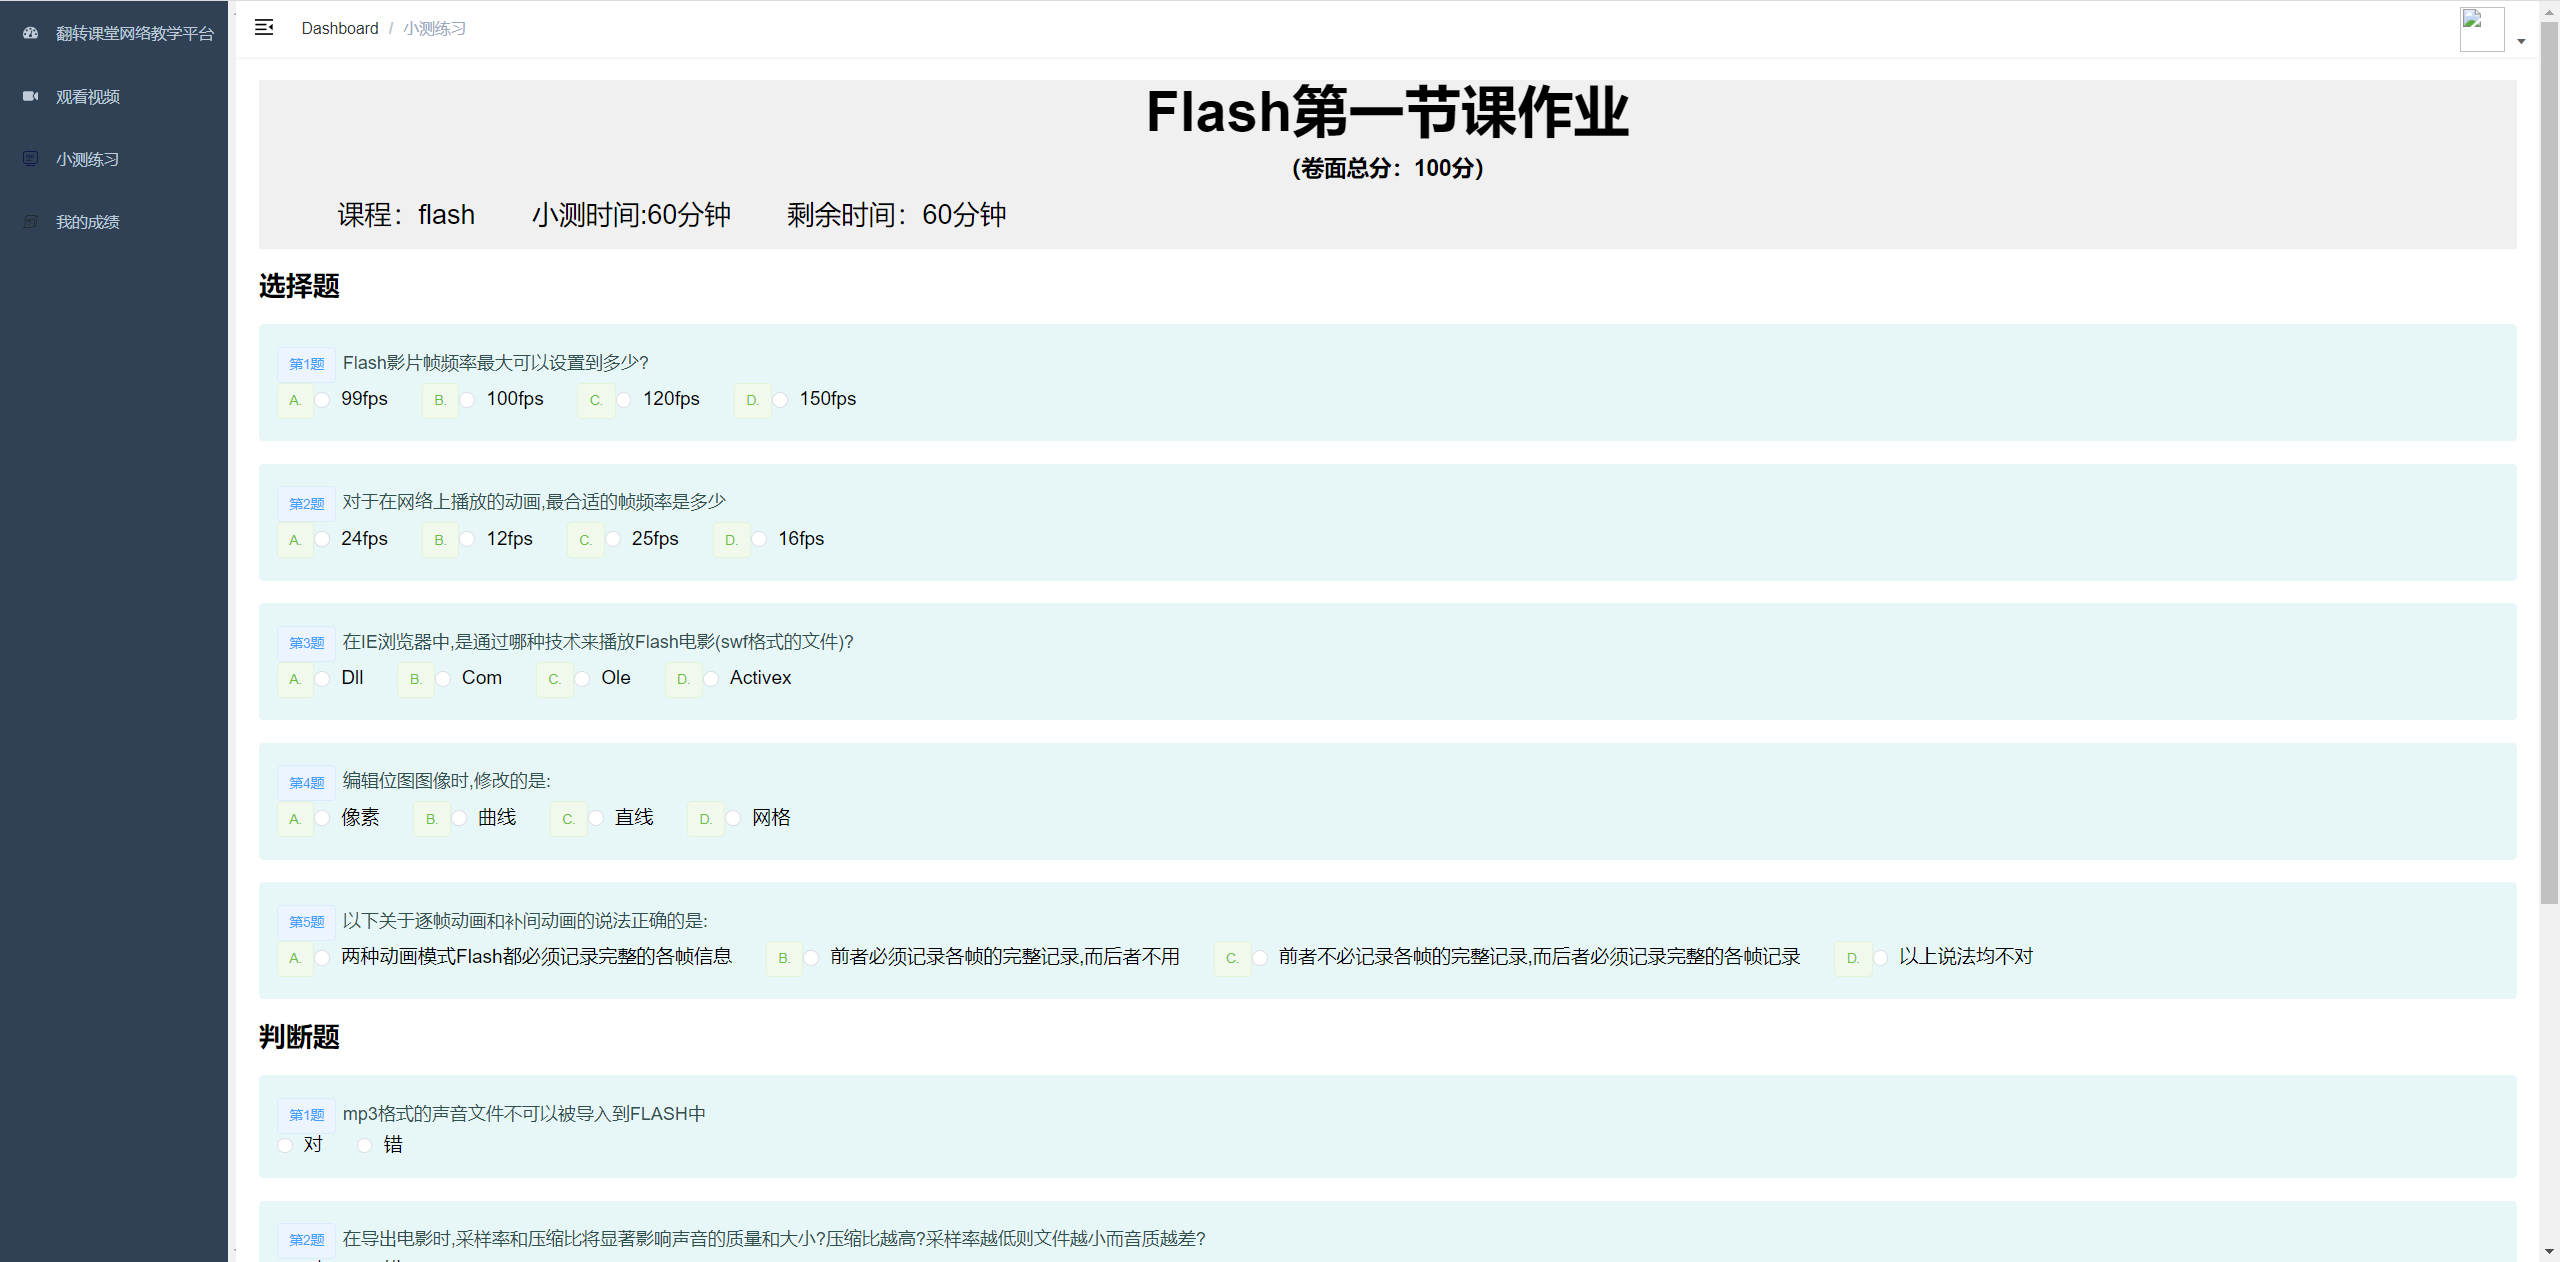 翻转课堂网络教学平台
观看视频
小测练习
我的成绩
Dashboard / 小测练习
Flash第一节课作业
（卷面总分：100分）
课程：flash 小测时间:60分钟 剩余时间：60分钟
选择题
第1题 Flash影片帧频率最大可以设置到多少?
A. 99fps B. 100fps C. 120fps D. 150fps
第2题 对于在网络上播放的动画,最合适的帧频率是多少
A. 24fps B. 12fps C. 25fps D. 16fps
第3题 在IE浏览器中,是通过哪种技术来播放Flash电影(swf格式的文件)?
A. Dll B. Com C. Ole D. Activex
第4题 编辑位图图像时,修改的是:
A. 像素 B. 曲线 C. 直线 D. 网格
第5题 以下关于逐帧动画和补间动画的说法正确的是:
A. 两种动画模式Flash都必须记录完整的各帧信息 B. 前者必须记录各帧的完整记录,而后者不用 C. 前者不必记录各帧的完整记录,而后者必须记录完整的各帧记录 D. 以上说法均不对
判断题
第1题 mp3格式的声音文件不可以被导入到FLASH中
对 错
第2题 在导出电影时,采样率和压缩比将显著影响声音的质量和大小?压缩比越高?采样率越低则文件越小而音质越差?